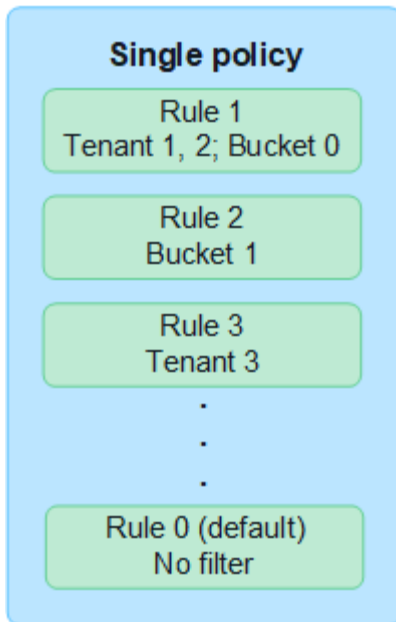 Single policy
Rule 1
Tenant 1, 2; Bucket 0
Rule 2
Bucket 1
Rule 3
Tenant 3
.
.
.
Rule 0 (default)
No filter